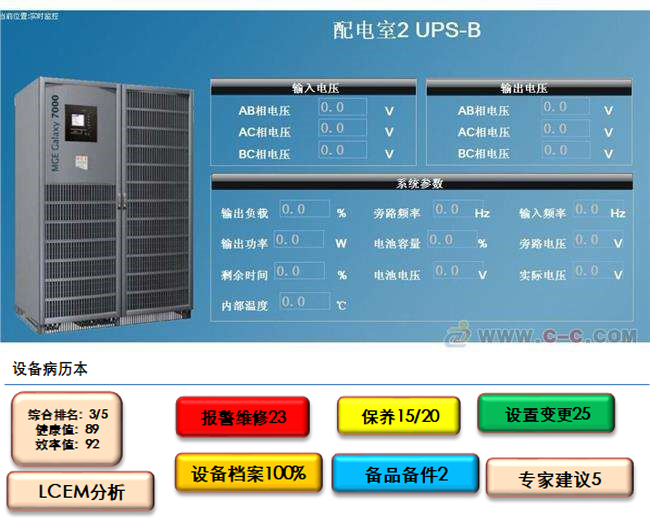 当前位置:实时监控
配电室2 UPS-B
MGE Galaxy 7000
输入电压
AB相电压 0.0 V
AC相电压 0.0 V
BC相电压 0.0 V
输出电压
AB相电压 0.0 V
AC相电压 0.0 V
BC相电压 0.0 V
系统参数
输出负载 0.0 % 旁路频率 0.0 Hz 输入频率 0.0 Hz
输出功率 0.0 W 电池容量 0.0 % 旁路电压 0.0 V
剩余时间 0.0 % 电池电压 0.0 V 实际电压 0.0 V
内部温度 0.0 ℃
WWW.C-C.COM
设备病历本
综合排名: 3/5
健康值: 89
效率值: 92
报警维修23
保养15/20
设置变更25
LCEM分析
设备档案100%
备品备件2
专家建议5